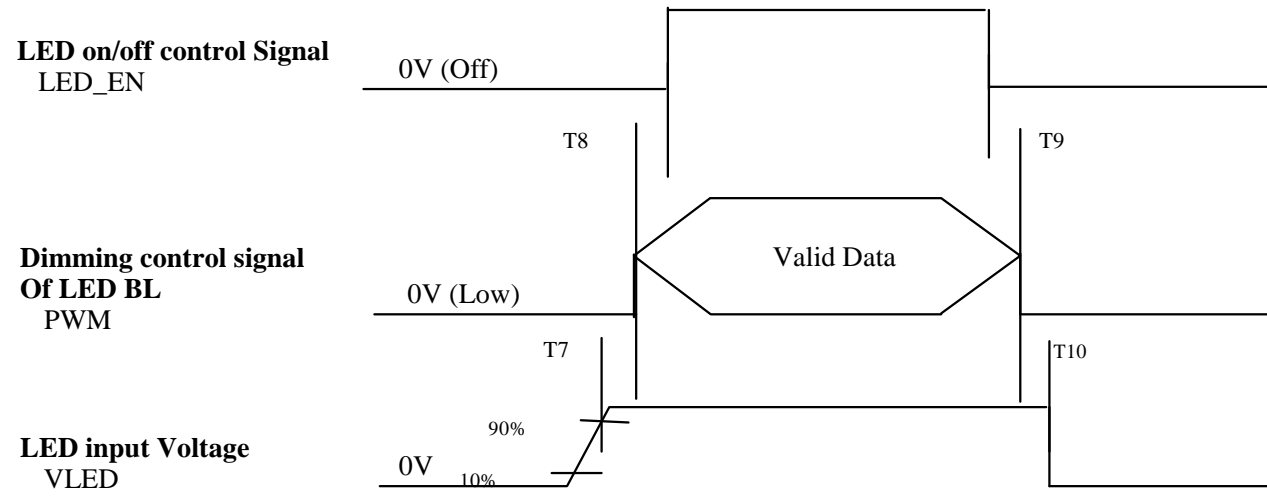 LED on/off control Signal
LED_EN
0V (Off)
T8
T9
Dimming control signal
Of LED BL
PWM
0V (Low)
Valid Data
T7
T10
90%
LED input Voltage
VLED
0V
10%